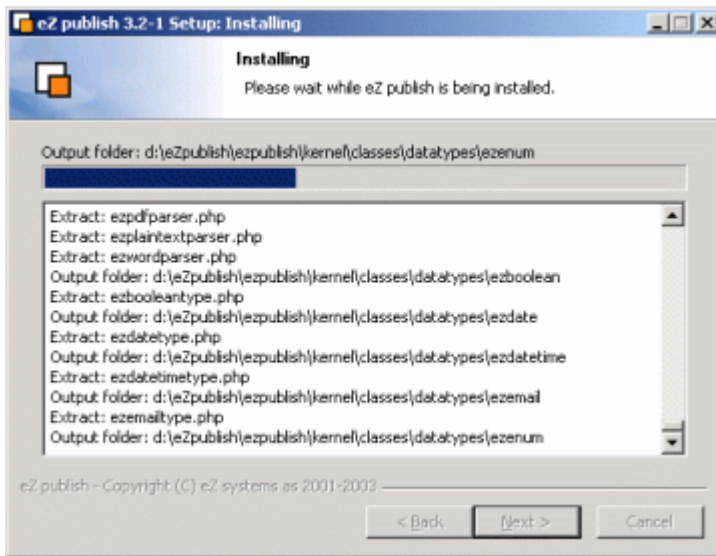 eZ publish 3.2-1 Setup: Installing
Installing
Please wait while eZ publish is being installed.
Output folder: d:\eZpublish\ezpublish\kernel\classes\datatypes\ezenum
Extract: ezpdfparser.php
Extract: ezplaintextparser.php
Extract: ezwordparser.php
Output folder: d:\eZpublish\ezpublish\kernel\classes\datatypes\ezboolean
Extract: ezbooleantype.php
Output folder: d:\eZpublish\ezpublish\kernel\classes\datatypes\ezdate
Extract: ezdatetype.php
Output folder: d:\eZpublish\ezpublish\kernel\classes\datatypes\ezdatetime
Extract: ezdatetimetype.php
Output folder: d:\eZpublish\ezpublish\kernel\classes\datatypes\ezemail
Extract: ezemailtype.php
Output folder: d:\eZpublish\ezpublish\kernel\classes\datatypes\ezenum
eZ publish - Copyright (C) eZ systems as 2001-2003
< Back Next > Cancel